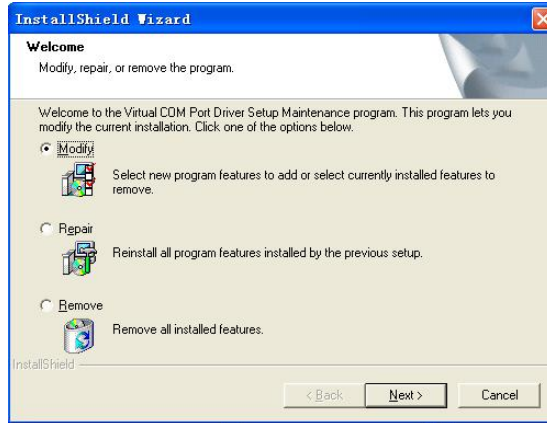 InstallShield Wizard
Welcome
Modify, repair, or remove the program.
Welcome to the Virtual COM Port Driver Setup Maintenance program. This program lets you
modify the current installation. Click one of the options below.
Modify
Select new program features to add or select currently installed features to
remove.
Repair
Reinstall all program features installed by the previous setup.
Remove
Remove all installed features.
InstallShield
< Back
Next >
Cancel